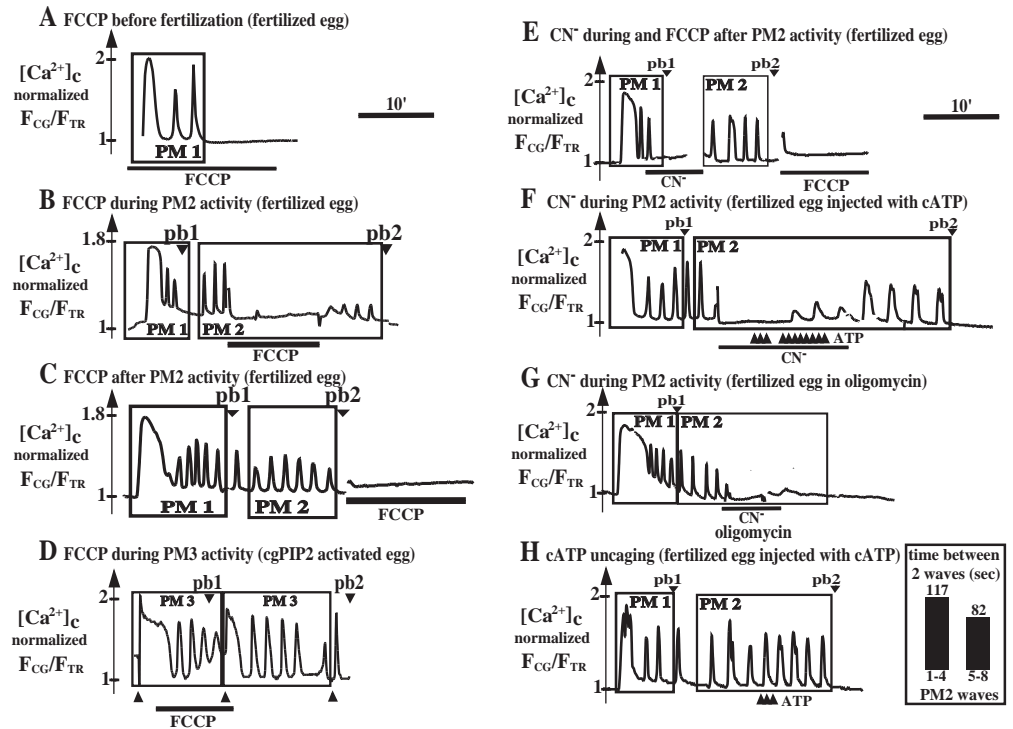 A FCCP before fertilization (fertilized egg)
2
[Ca2+]c
normalized
FCG/FTR
1
PM 1
10'
FCCP
B FCCP during PM2 activity (fertilized egg)
1.8
pb1
pb2
[Ca2+]c
normalized
FCG/FTR
1
PM 1
PM 2
FCCP
C FCCP after PM2 activity (fertilized egg)
1.8
pb1
pb2
[Ca2+]c
normalized
FCG/FTR
1
PM 1
PM 2
FCCP
D FCCP during PM3 activity (cgPIP2 activated egg)
2
pb1
pb2
PM 3
PM 3
[Ca2+]c
normalized
FCG/FTR
1
FCCP
E CN- during and FCCP after PM2 activity (fertilized egg)
pb1
pb2
2
PM 1
PM 2
[Ca2+]c
normalized
FCG/FTR
1
10'
CN-
FCCP
F CN- during PM2 activity (fertilized egg injected with cATP)
pb1
pb2
2
PM 1
PM 2
[Ca2+]c
normalized
FCG/FTR
1
ATP
CN-
G CN- during PM2 activity (fertilized egg in oligomycin)
pb1
2
PM 1
PM 2
[Ca2+]c
normalized
FCG/FTR
1
CN-
oligomycin
H cATP uncaging (fertilized egg injected with cATP)
pb1
pb2
2
PM 1
PM 2
[Ca2+]c
normalized
FCG/FTR
1
ATP
time between
2 waves (sec)
117
82
1-4
5-8
PM2 waves